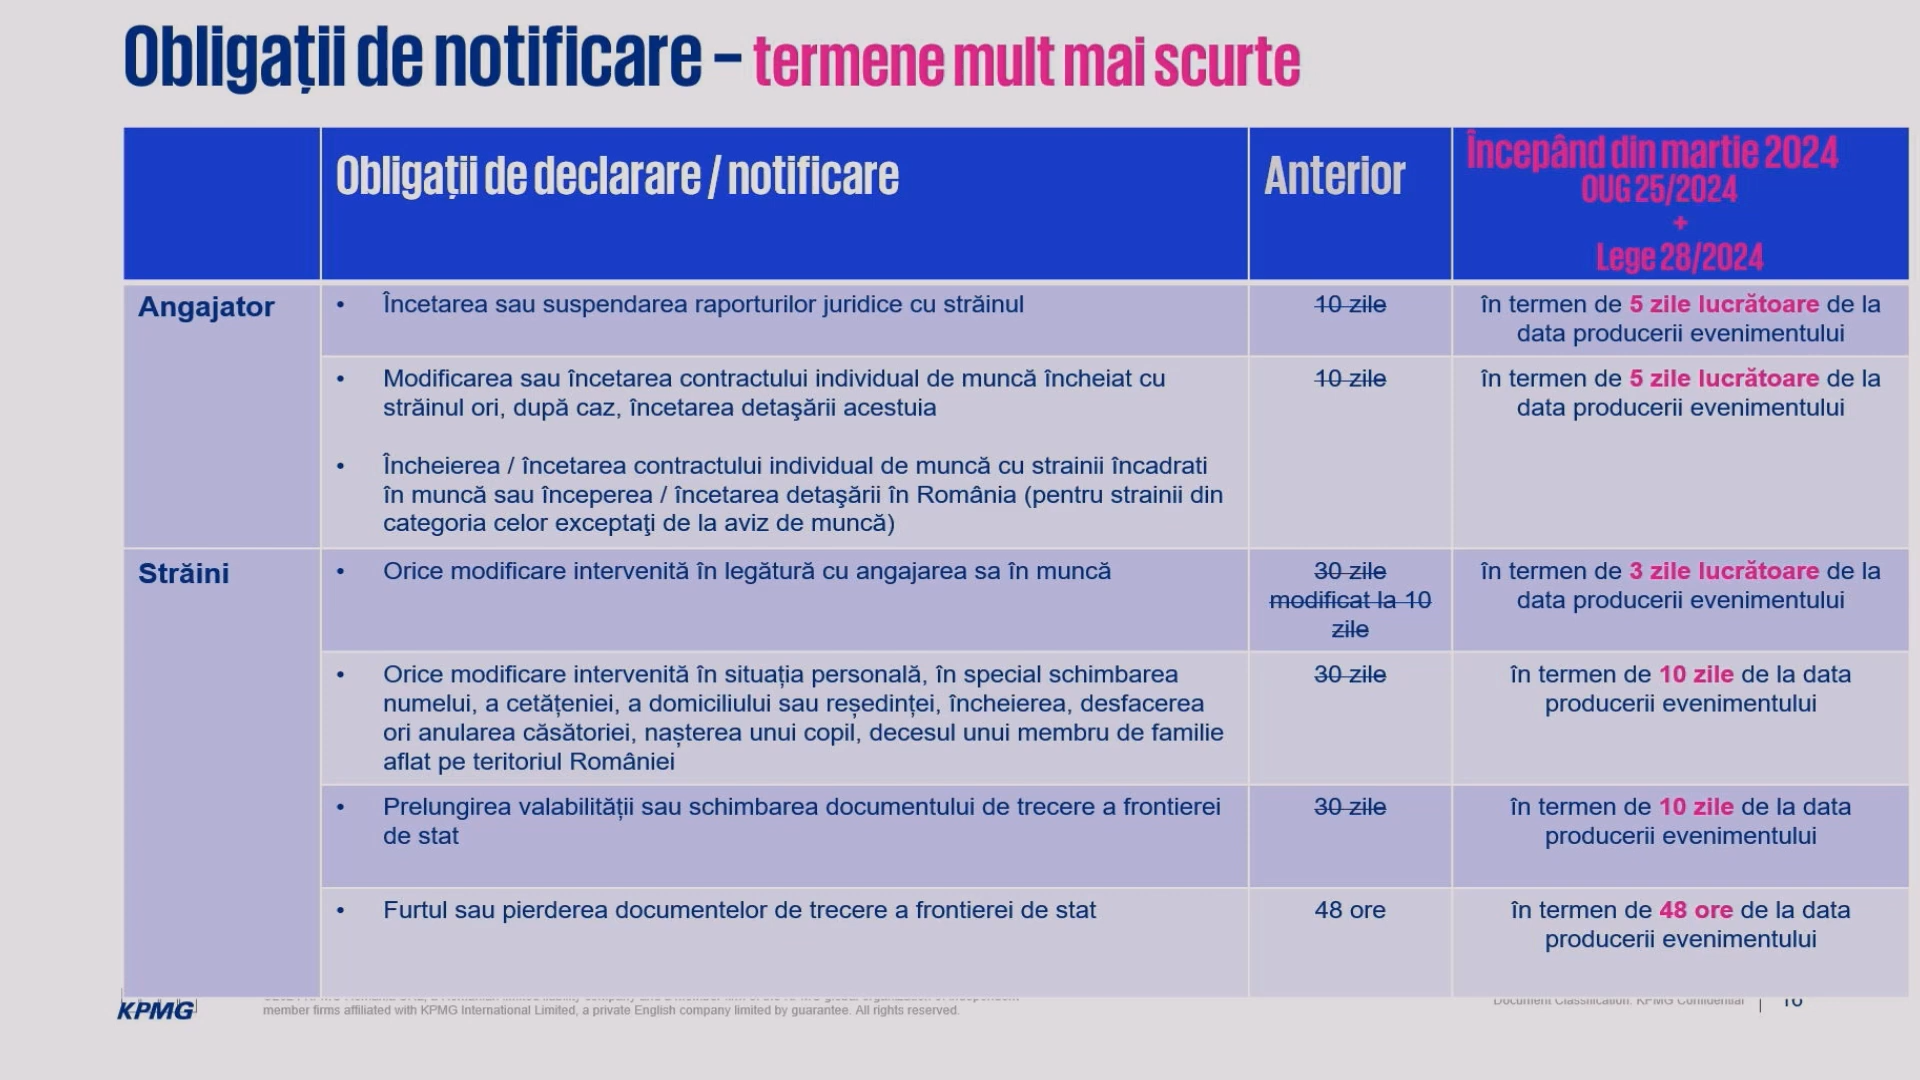 Obligații de notificare – termene mult mai scurte
Obligații de declarare / notificare
Anterior
Începând din martie 2024
OUG 25/2024
+
Lege 28/2024
Angajator
• Încetarea sau suspendarea raporturilor juridice cu străinul
10 zile
în termen de 5 zile lucrătoare de la
data producerii evenimentului
• Modificarea sau încetarea contractului individual de muncă încheiat cu
străinul ori, după caz, încetarea detaşării acestuia
• Încheierea / încetarea contractului individual de muncă cu strainii încadrati
în muncă sau începerea / încetarea detaşării în România (pentru strainii din
categoria celor exceptaţi de la aviz de muncă)
10 zile
în termen de 5 zile lucrătoare de la
data producerii evenimentului
Străini
• Orice modificare intervenită în legătură cu angajarea sa în muncă
30 zile
modificat la 10
zile
în termen de 3 zile lucrătoare de la
data producerii evenimentului
• Orice modificare intervenită în situația personală, în special schimbarea
numelui, a cetățeniei, a domiciliului sau reședinței, încheierea, desfacerea
ori anularea căsătoriei, nașterea unui copil, decesul unui membru de familie
aflat pe teritoriul României
30 zile
în termen de 10 zile de la data
producerii evenimentului
• Prelungirea valabilității sau schimbarea documentului de trecere a frontierei
de stat
30 zile
în termen de 10 zile de la data
producerii evenimentului
• Furtul sau pierderea documentelor de trecere a frontierei de stat
48 ore
în termen de 48 ore de la data
producerii evenimentului
KPMG
member firms affiliated with KPMG International Limited, a private English company limited by guarantee. All rights reserved.
Document Classification: KPMG Confidential